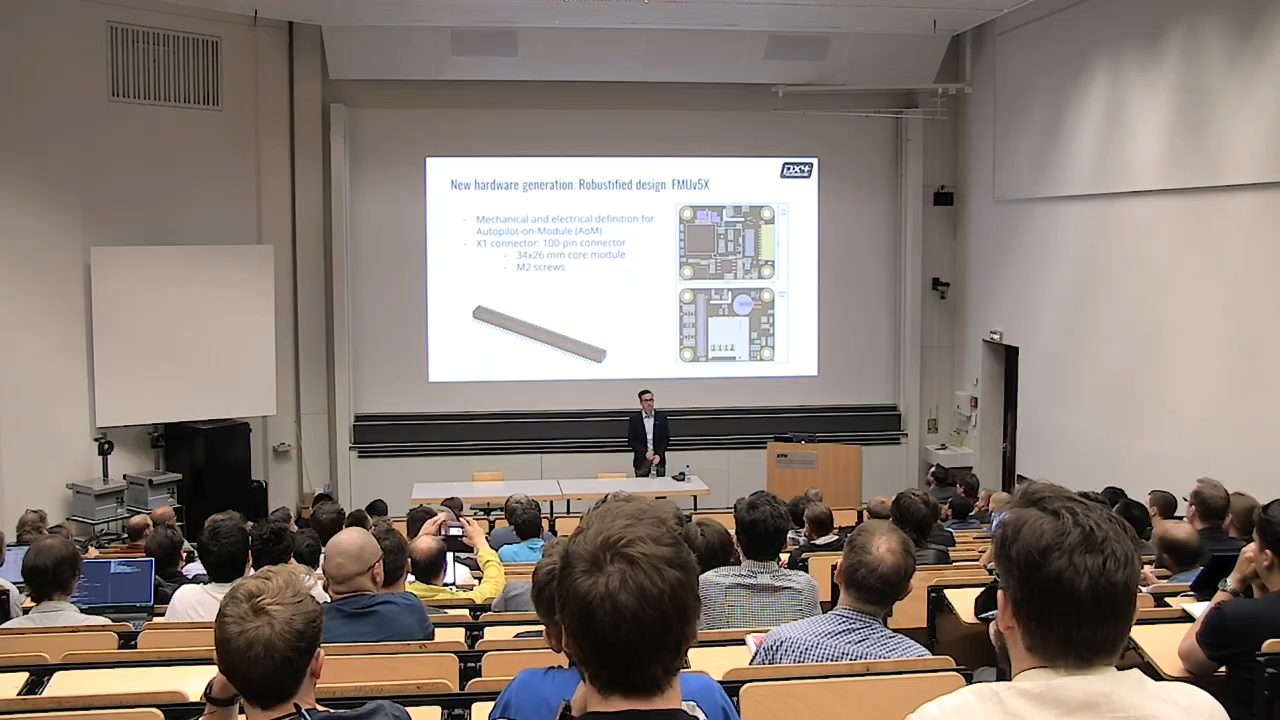 PX4
New hardware generation: Robustified design: FMUv5X
- Mechanical and electrical definition for
Autopilot-on-Module (AoM)
- X1 connector: 100-pin connector
- 34x26 mm core module
- M2 screws
ETH